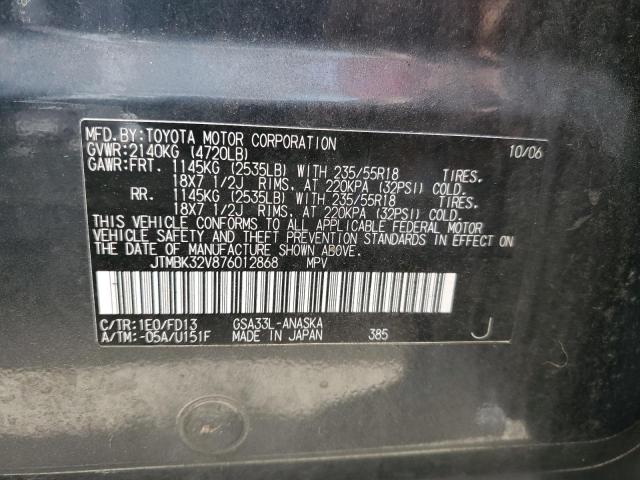 MFD.BY:TOYOTA MOTOR CORPORATION 10/06
GVWR:2140KG (4720LB)
GAWR:FRT. 1145KG (2535LB) WITH 235/55R18 TIRES.
18X7 1/2J RIMS. AT 220KPA (32PSI) COLD.
RR. 1145KG (2535LB) WITH 235/55R18 TIRES.
18X7 1/2J RIMS. AT 220KPA (32PSI) COLD.
THIS VEHICLE CONFORMS TO ALL APPLICABLE FEDERAL MOTOR
VEHICLE SAFETY AND THEFT PREVENTION STANDARDS IN EFFECT ON
THE DATE OF MANUFACTURE SHOWN ABOVE.
JTMBK32V876012868 MPV
C/TR:1E0/FD13 GSA33L-ANASKA
A/TM:-05A/U151F MADE IN JAPAN 385 J